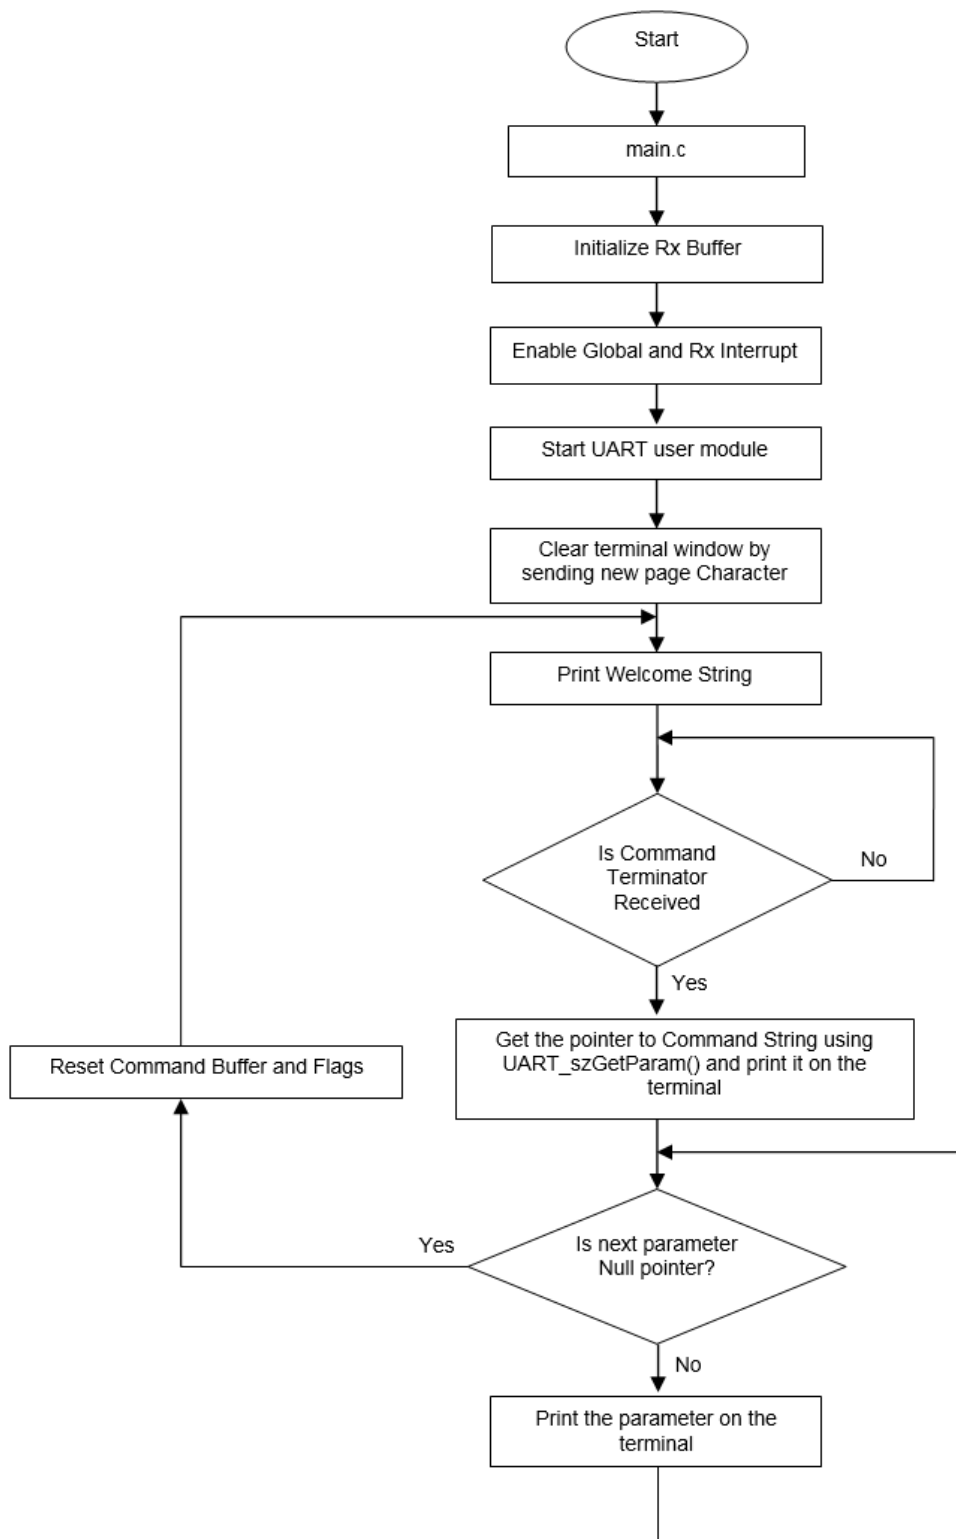 Start
main.c
Initialize Rx Buffer
Enable Global and Rx Interrupt
Start UART user module
Clear terminal window by
sending new page Character
Print Welcome String
Is Command
Terminator
Received
No
Yes
Get the pointer to Command String using
UART_szGetParam() and print it on the
terminal
Reset Command Buffer and Flags
Is next parameter
Null pointer?
Yes
No
Print the parameter on the
terminal